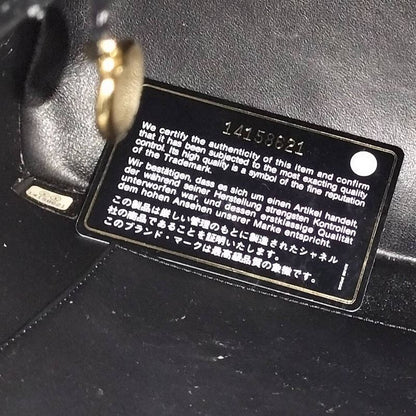 14159621
We certify the authenticity of this item and confirm
that it has been subjected to the most exacting quality
control. Its high quality is a symbol of the fine reputation
of the Trademark.
Wir bestätigen, dass es sich um einen Artikel handelt,
der während seiner Herstellung strengsten Kontrollen
unterworfen war, und dessen erstklassige Qualität
dem hohen Ansehen unserer Marke entspricht.
この製品は厳しい管理のもとに製造されたシャネル
社の商品であることを証明いたします。
このブランド・マークは最高級品質の象徴です。